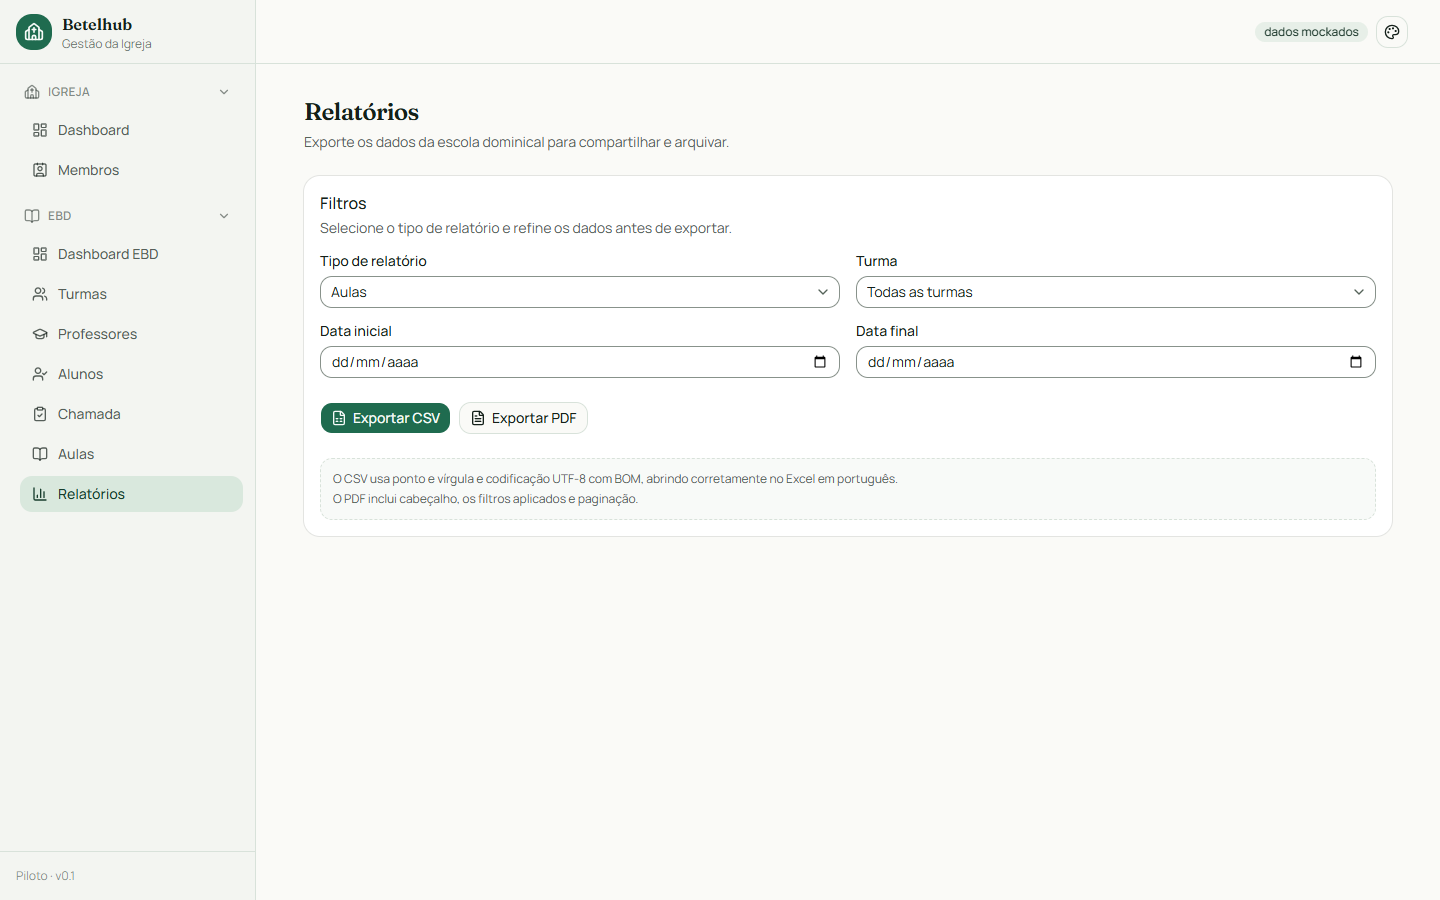 Betelhub
Gestão da Igreja
dados mockados
IGREJA
Dashboard
Membros
EBD
Dashboard EBD
Turmas
Professores
Alunos
Chamada
Aulas
Relatórios
Piloto · v0.1
Relatórios
Exporte os dados da escola dominical para compartilhar e arquivar.
Filtros
Selecione o tipo de relatório e refine os dados antes de exportar.
Tipo de relatório
Aulas
Turma
Todas as turmas
Data inicial
dd/mm/aaaa
Data final
dd/mm/aaaa
Exportar CSV
Exportar PDF
O CSV usa ponto e vírgula e codificação UTF-8 com BOM, abrindo corretamente no Excel em português.
O PDF inclui cabeçalho, os filtros aplicados e paginação.